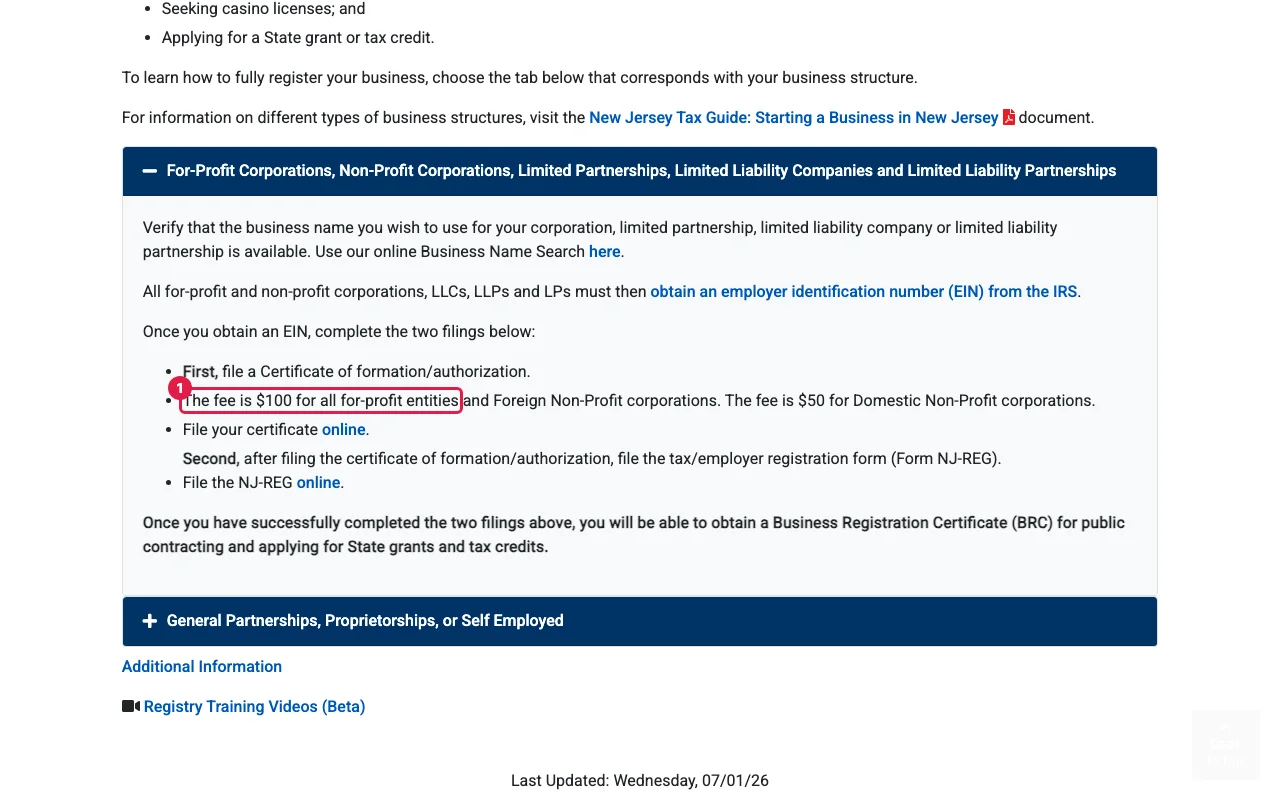 Seeking casino licenses; and
Applying for a State grant or tax credit.
To learn how to fully register your business, choose the tab below that corresponds with your business structure.
For information on different types of business structures, visit the New Jersey Tax Guide: Starting a Business in New Jersey document.
For-Profit Corporations, Non-Profit Corporations, Limited Partnerships, Limited Liability Companies and Limited Liability Partnerships
Verify that the business name you wish to use for your corporation, limited partnership, limited liability company or limited liability
partnership is available. Use our online Business Name Search here.
All for-profit and non-profit corporations, LLCs, LLPs and LPs must then obtain an employer identification number (EIN) from the IRS.
Once you obtain an EIN, complete the two filings below:
First, file a Certificate of formation/authorization.
1
The fee is $100 for all for-profit entities and Foreign Non-Profit corporations. The fee is $50 for Domestic Non-Profit corporations.
File your certificate online.
Second, after filing the certificate of formation/authorization, file the tax/employer registration form (Form NJ-REG).
File the NJ-REG online.
Once you have successfully completed the two filings above, you will be able to obtain a Business Registration Certificate (BRC) for public
contracting and applying for State grants and tax credits.
General Partnerships, Proprietorships, or Self Employed
Additional Information
Registry Training Videos (Beta)
Last Updated: Wednesday, 07/01/26